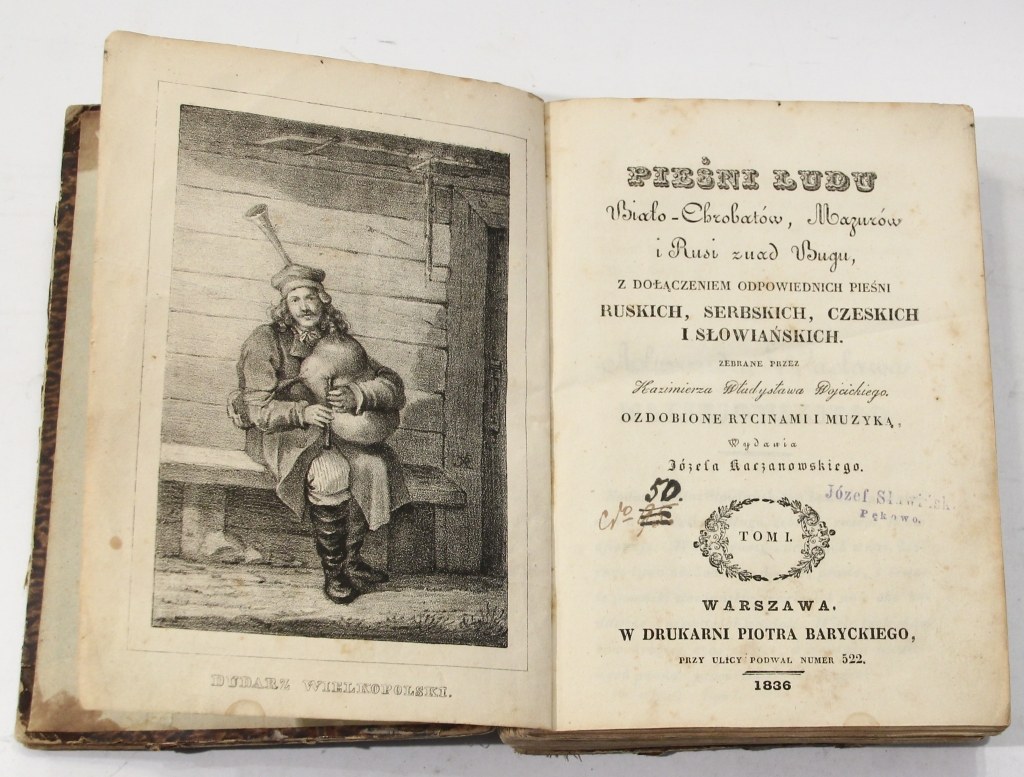 DUDARZ WIELKOPOLSKI.
PIEŚNI LUDU
Biało-Chrobatów, Mazurów
i Rusi znad Bugu,
Z DOŁĄCZENIEM ODPOWIEDNICH PIEŚNI
RUSKICH, SERBSKICH, CZESKICH
I SŁOWIAŃSKICH.
ZEBRANE PRZEZ
Kazimierza Władysława Wojcickiego.
OZDOBIONE RYCINAMI I MUZYKĄ,
Wydania
Józefa Kaczanowskiego.
50.
Józef
Pękowo.
TOM I.
WARSZAWA.
W DRUKARNI PIOTRA BARYCKIEGO,
PRZY ULICY PODWAL NUMER 522.
1836